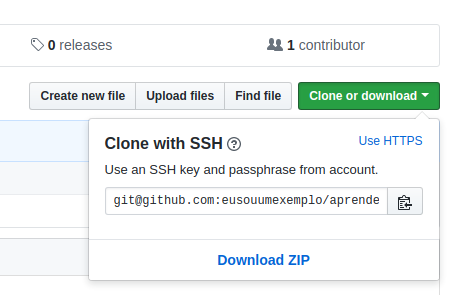 0 releases
1 contributor
Create new file
Upload files
Find file
Clone or download
Clone with SSH
Use HTTPS
Use an SSH key and passphrase from account.
git@github.com:eusouumexemplo/aprende
Download ZIP